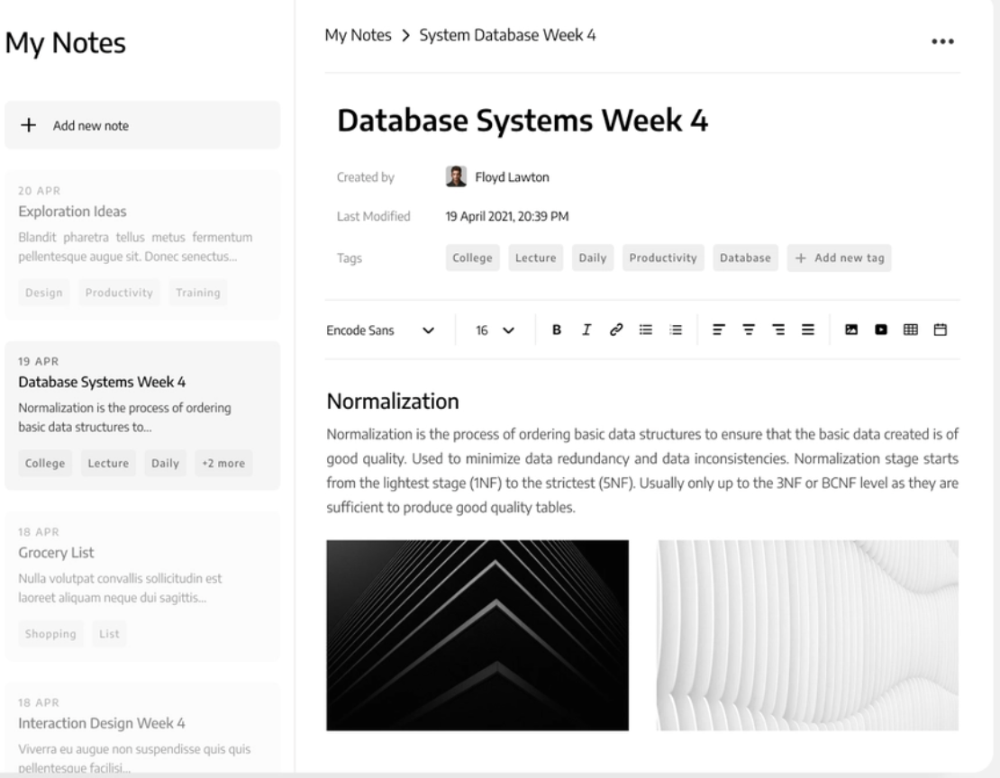 My Notes
Add new note
20 APR
Exploration Ideas
Blandit pharetra tellus metus fermentum
pellentesque augue sit. Donec senectus...
Design Productivity Training
19 APR
Database Systems Week 4
Normalization is the process of ordering
basic data structures to...
College Lecture Daily +2 more
18 APR
Grocery List
Nulla volutpat convallis sollicitudin est
laoreet aliquam neque dui sagittis...
Shopping List
18 APR
Interaction Design Week 4
Viverra eu augue non suspendisse quis quis
pellentesque facilisi...
My Notes > System Database Week 4
Database Systems Week 4
Created by Floyd Lawton
Last Modified 19 April 2021, 20:39 PM
Tags College Lecture Daily Productivity Database + Add new tag
Encode Sans 16 B I
Normalization
Normalization is the process of ordering basic data structures to ensure that the basic data created is of
good quality. Used to minimize data redundancy and data inconsistencies. Normalization stage starts
from the lightest stage (1NF) to the strictest (5NF). Usually only up to the 3NF or BCNF level as they are
sufficient to produce good quality tables.